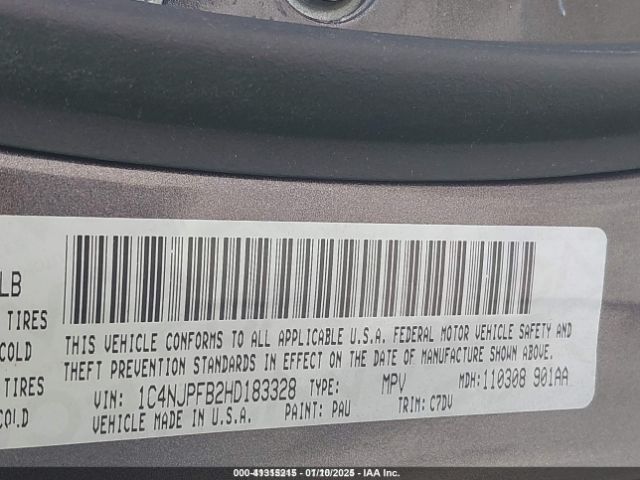 LB
TIRES
COLD
TIRES
COLD
THIS VEHICLE CONFORMS TO ALL APPLICABLE U.S.A. FEDERAL MOTOR VEHICLE SAFETY AND
THEFT PREVENTION STANDARDS IN EFFECT ON THE DATE OF MANUFACTURE SHOWN ABOVE.
VIN: 1C4NJPFB2HD183328 TYPE: MPV MDH:110308 901AA
VEHICLE MADE IN U.S.A. PAINT: PAU TRIM: C7DV
01/10/2025 - IAA Inc.